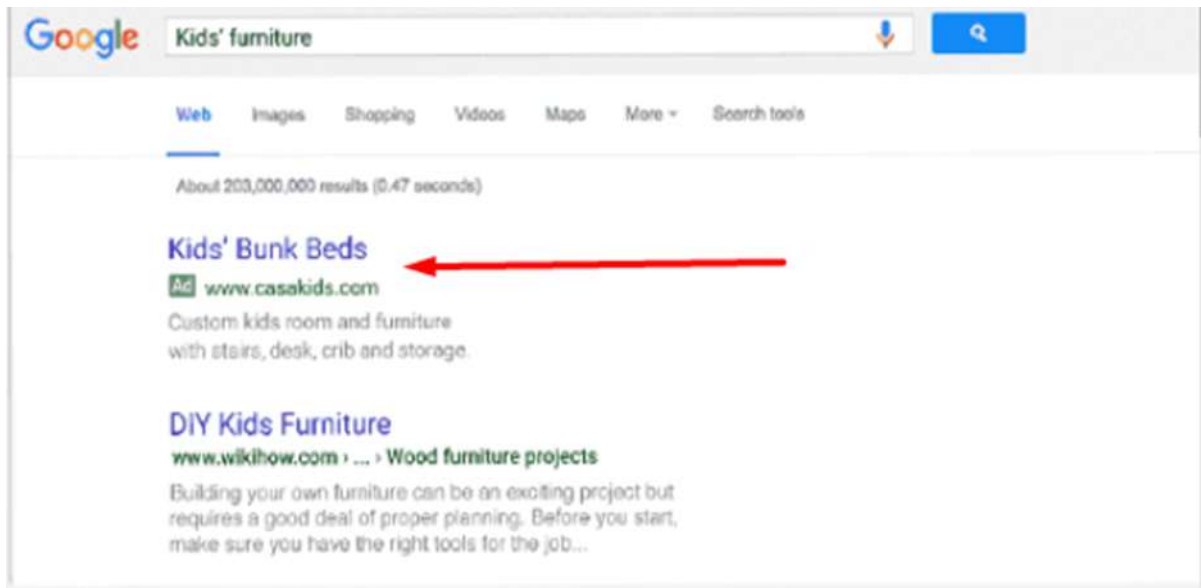 Google Kids' furniture
Web Images Shopping Videos Maps More Search tools
About 203,000,000 results (0.47 seconds)
Kids' Bunk Beds
Ad www.casakids.com
Custom kids room and furniture
with stairs, desk, crib and storage.
DIY Kids Furniture
www.wikihow.com › ... › Wood furniture projects
Building your own furniture can be an exciting project but
requires a good deal of proper planning. Before you start,
make sure you have the right tools for the job...